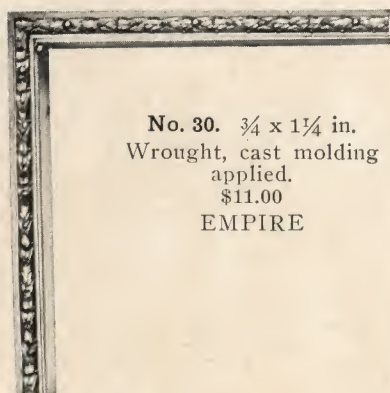 No. 30. ¾ x 1¼ in.
Wrought, cast molding
applied.
$11.00
EMPIRE